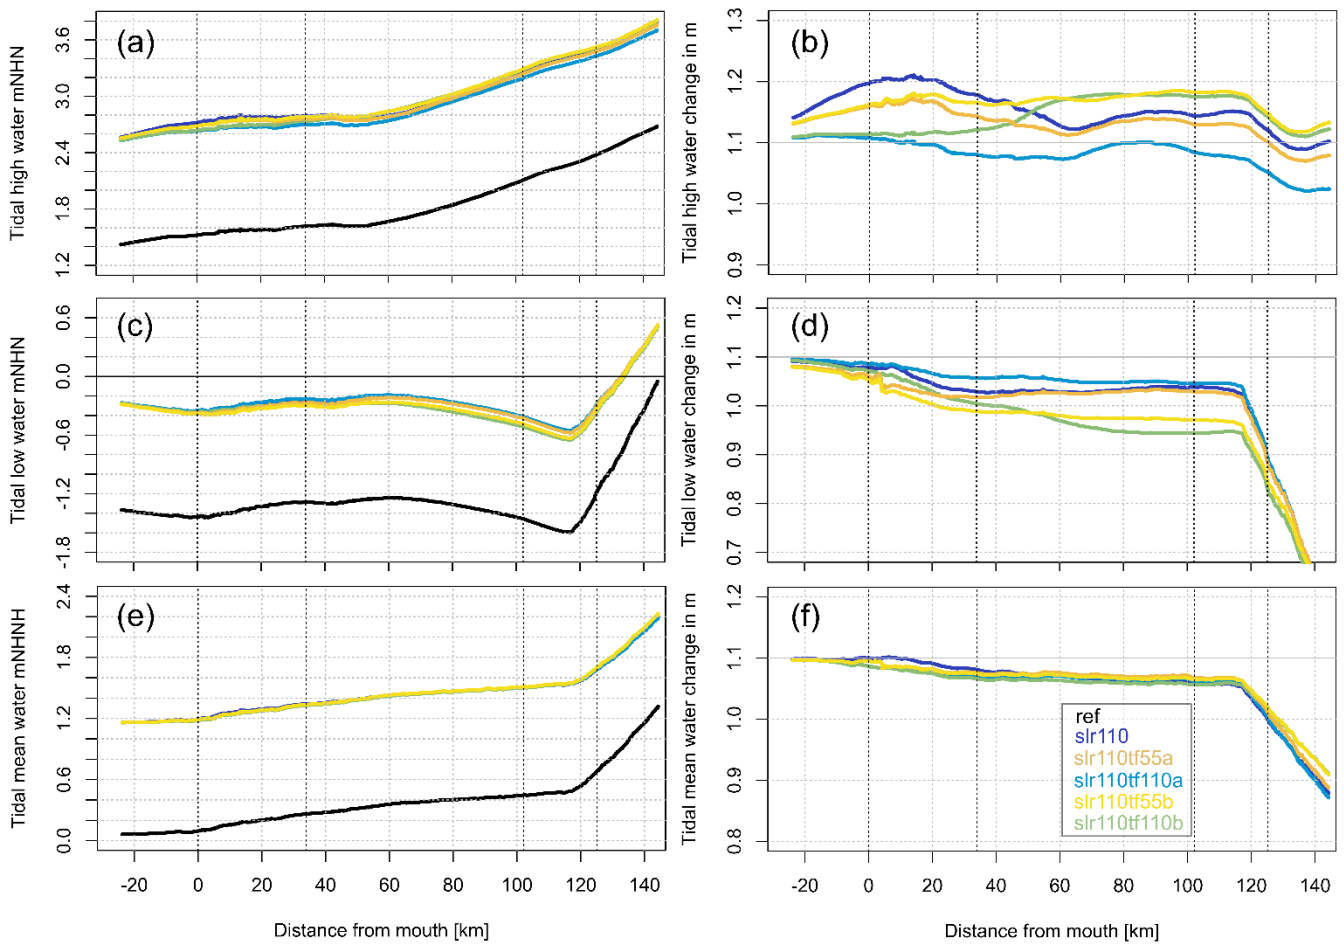 (a)
Tidal high water mNHN
1.2 1.8 2.4 3.0 3.6
(b)
Tidal high water change in m
0.9 1.0 1.1 1.2 1.3
(c)
Tidal low water mNHN
-1.8 -1.2 -0.6 0.0 0.6
(d)
Tidal low water change in m
0.7 0.8 0.9 1.0 1.1 1.2
(e)
Tidal mean water mNHNH
0.0 0.6 1.2 1.8 2.4
-20 0 20 40 60 80 100 120 140
Distance from mouth [km]
(f)
Tidal mean water change in m
0.8 0.9 1.0 1.1 1.2
ref
slr110
slr110tf55a
slr110tf110a
slr110tf55b
slr110tf110b
-20 0 20 40 60 80 100 120 140
Distance from mouth [km]